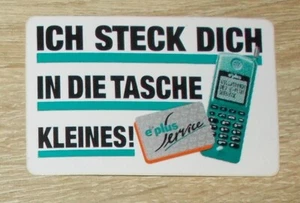 ICH STECK DICH
IN DIE TASCHE
KLEINES!
e-plus
Service